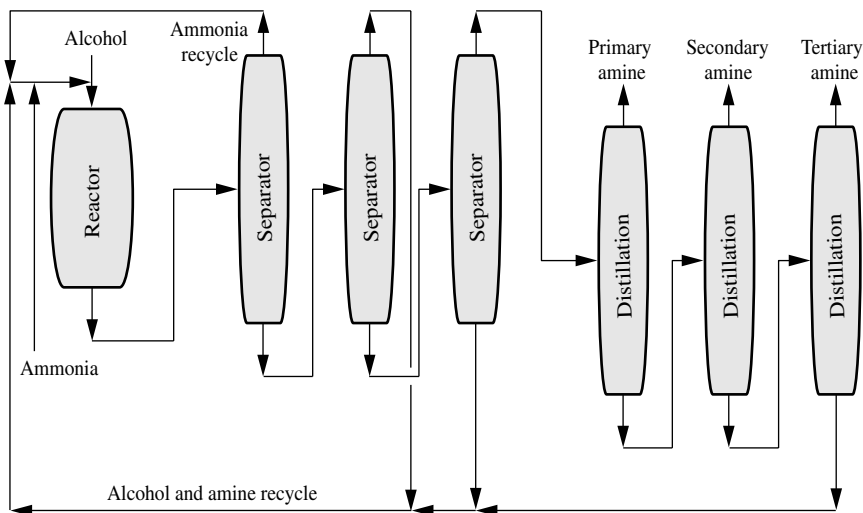 Alcohol
Ammonia
recycle
Primary
amine
Secondary
amine
Tertiary
amine
Reactor
Separator
Separator
Separator
Distillation
Distillation
Distillation
Ammonia
Alcohol and amine recycle